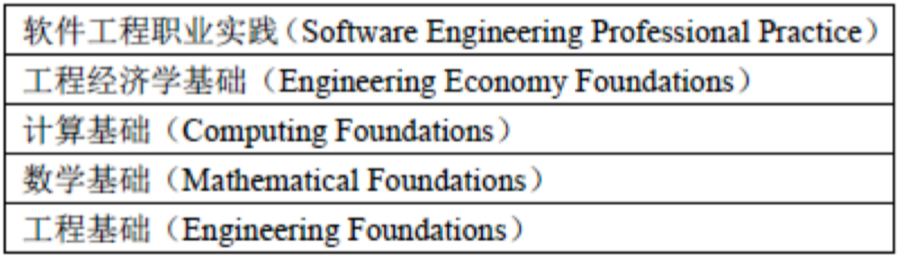 软件工程职业实践（Software Engineering Professional Practice）
工程经济学基础（Engineering Economy Foundations）
计算基础（Computing Foundations）
数学基础（Mathematical Foundations）
工程基础（Engineering Foundations）